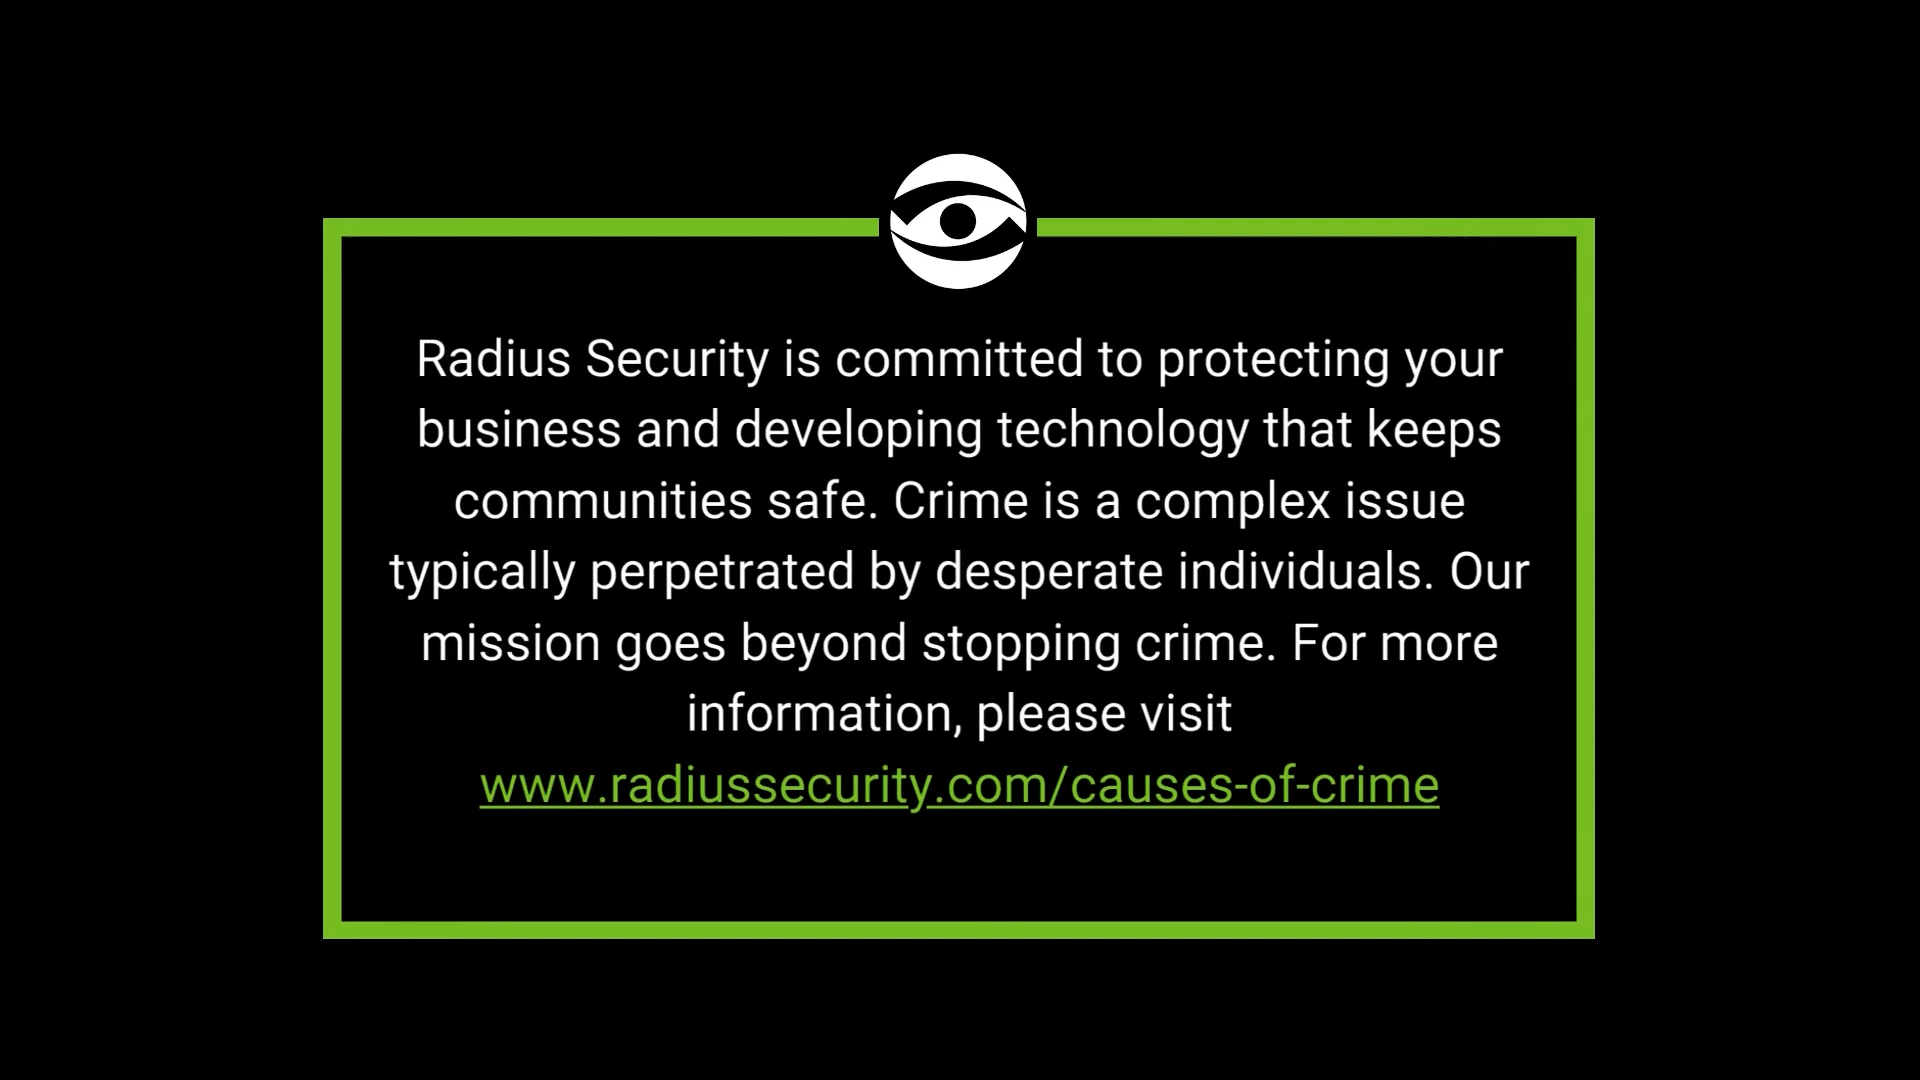 Radius Security is committed to protecting your
business and developing technology that keeps
communities safe. Crime is a complex issue
typically perpetrated by desperate individuals. Our
mission goes beyond stopping crime. For more
information, please visit
www.radiussecurity.com/causes-of-crime